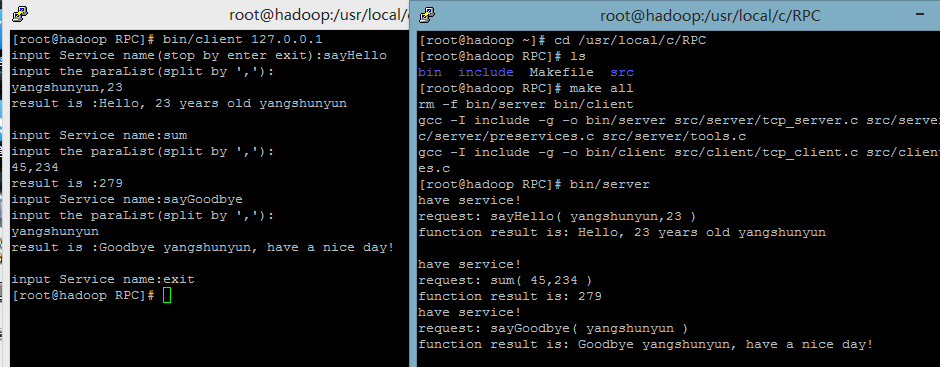 root@hadoop:/usr/local/c
[root@hadoop RPC]# bin/client 127.0.0.1
input Service name(stop by enter exit):sayHello
input the paraList(split by ','):
yangshunyun,23
result is :Hello, 23 years old yangshunyun
input Service name:sum
input the paraList(split by ','):
45,234
result is :279
input Service name:sayGoodbye
input the paraList(split by ','):
yangshunyun
result is :Goodbye yangshunyun, have a nice day!
input Service name:exit
[root@hadoop RPC]#
root@hadoop:/usr/local/c/RPC
[root@hadoop ~]# cd /usr/local/c/RPC
[root@hadoop RPC]# ls
bin include Makefile src
[root@hadoop RPC]# make all
rm -f bin/server bin/client
gcc -I include -g -o bin/server src/server/tcp_server.c src/server
c/server/preservices.c src/server/tools.c
gcc -I include -g -o bin/client src/client/tcp_client.c src/client
es.c
[root@hadoop RPC]# bin/server
have service!
request: sayHello( yangshunyun,23 )
function result is: Hello, 23 years old yangshunyun
have service!
request: sum( 45,234 )
function result is: 279
have service!
request: sayGoodbye( yangshunyun )
function result is: Goodbye yangshunyun, have a nice day!